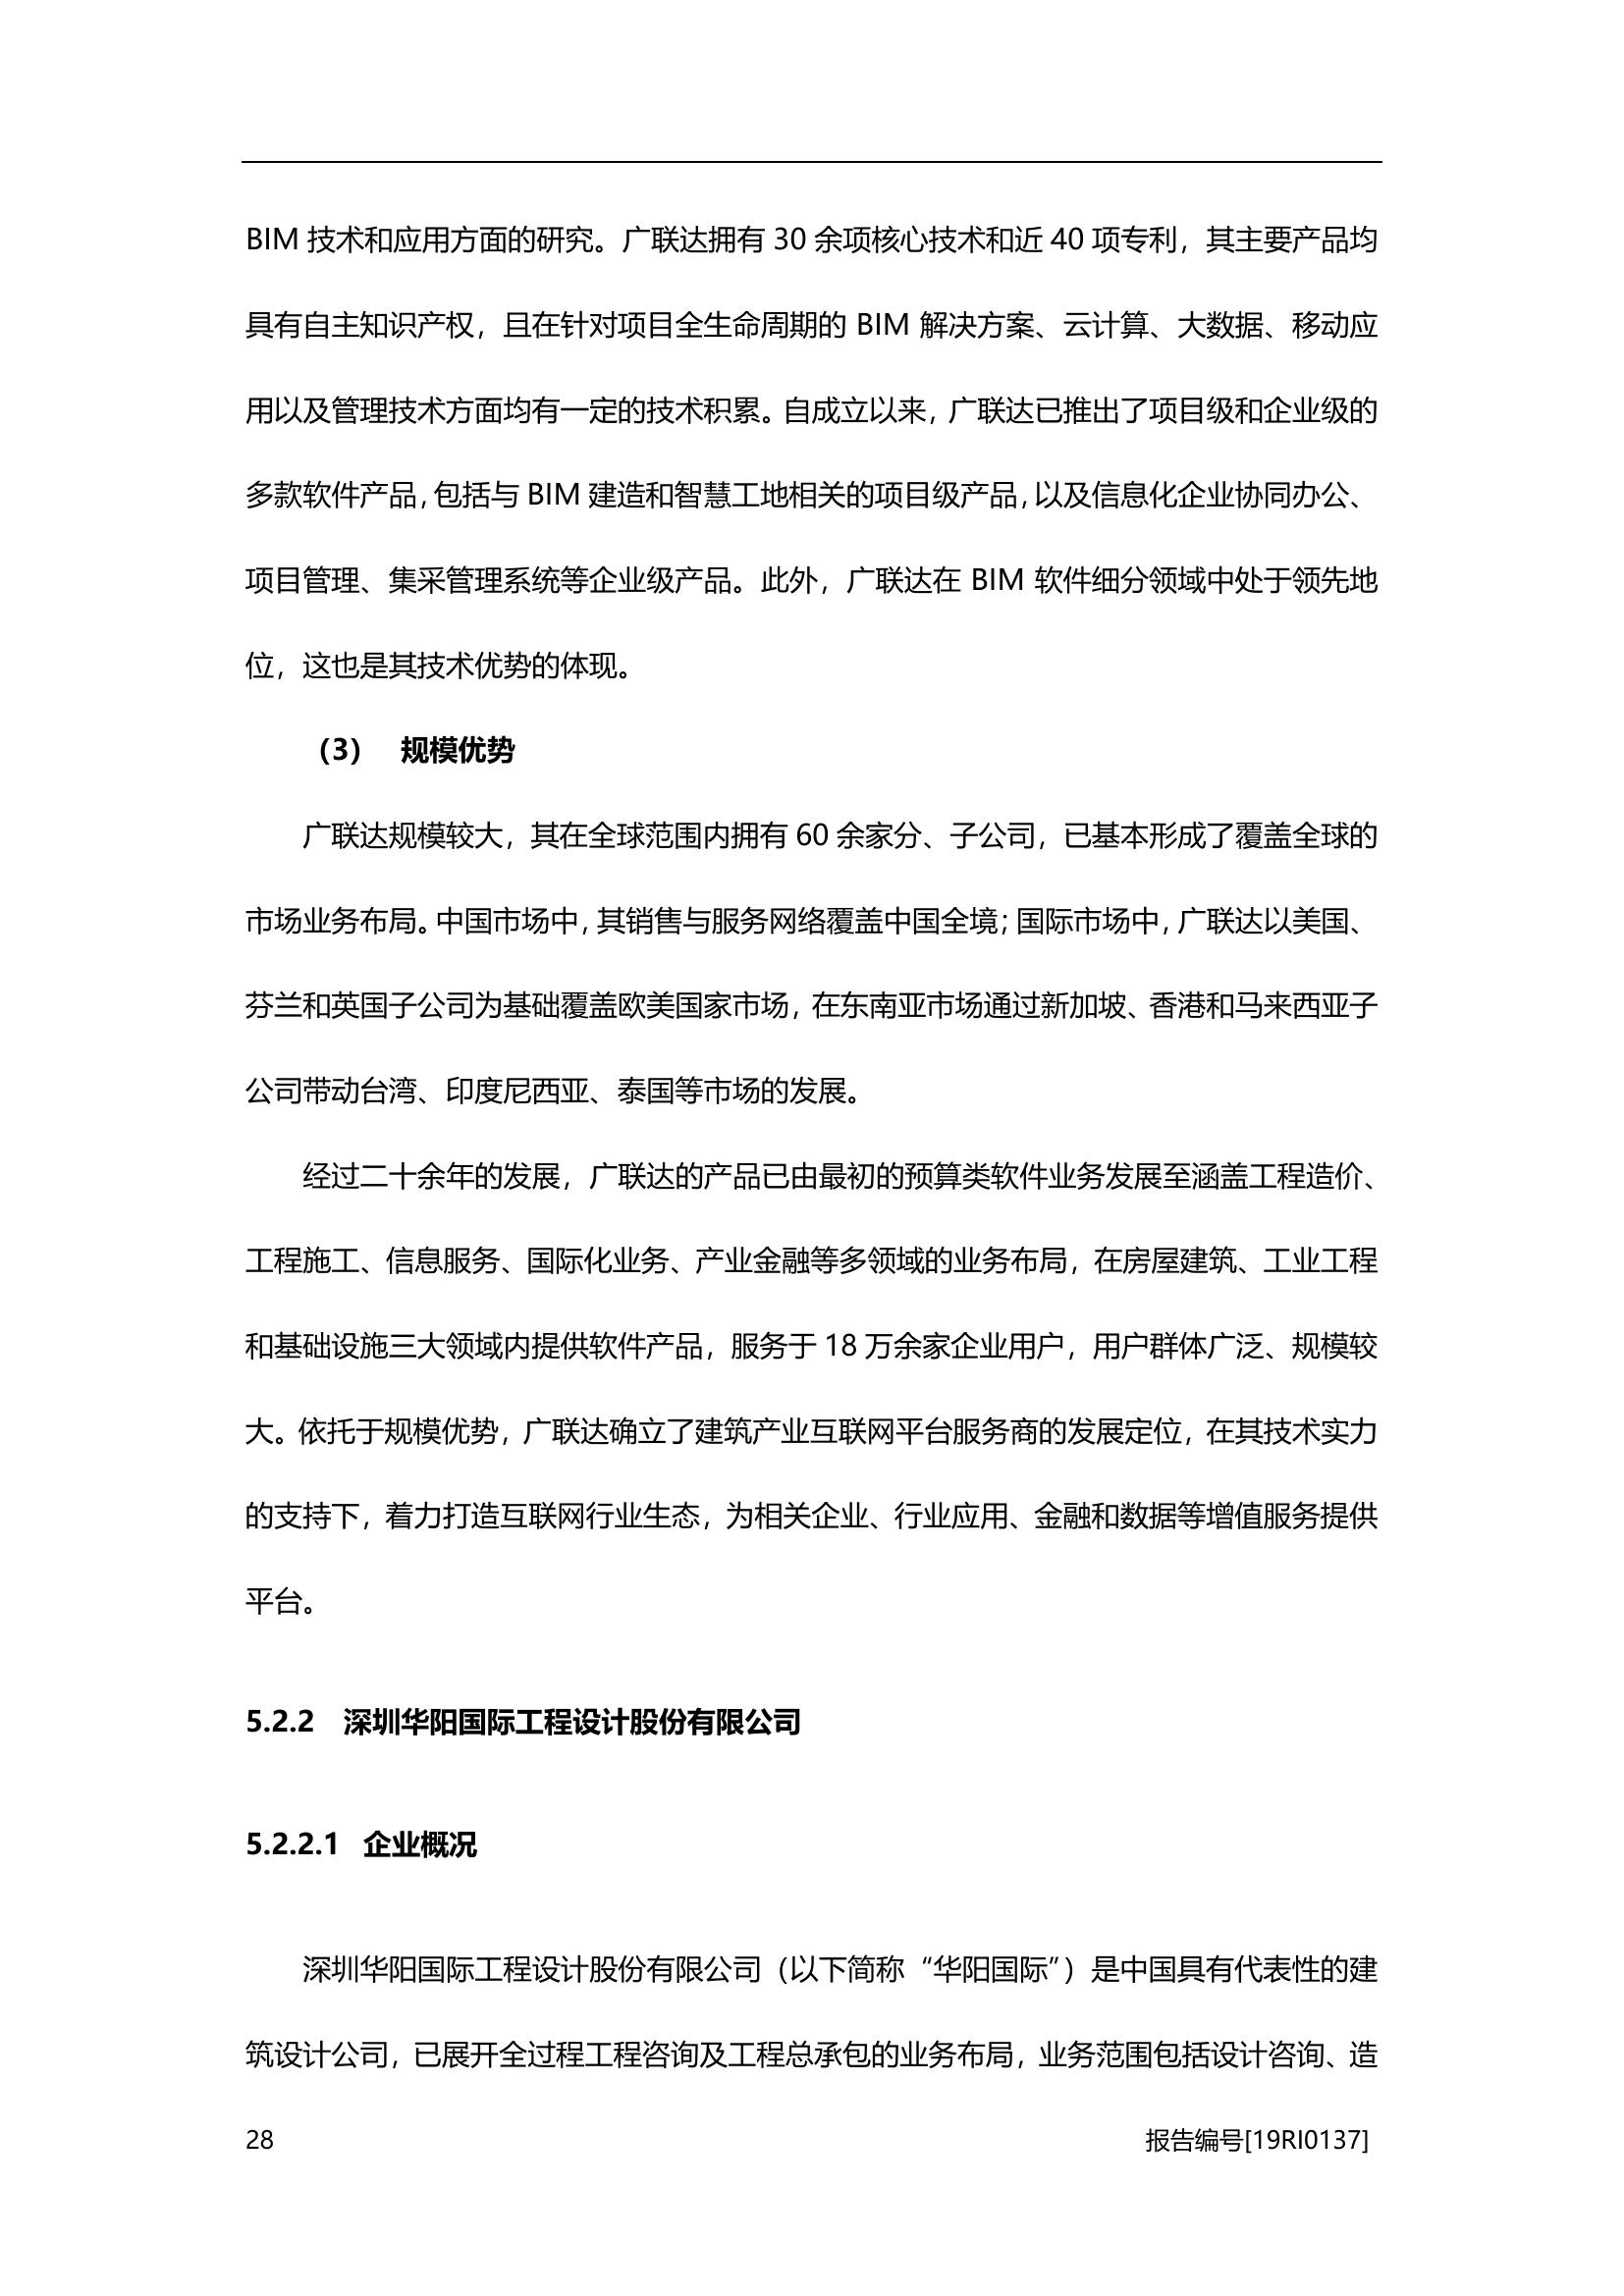 BIM 技术和应用方面的研究。广联达拥有 30 余项核心技术和近 40 项专利，其主要产品均
具有自主知识产权，且在针对项目全生命周期的 BIM 解决方案、云计算、大数据、移动应
用以及管理技术方面均有一定的技术积累。自成立以来，广联达已推出了项目级和企业级的
多款软件产品，包括与 BIM 建造和智慧工地相关的项目级产品，以及信息化企业协同办公、
项目管理、集采管理系统等企业级产品。此外，广联达在 BIM 软件细分领域中处于领先地
位，这也是其技术优势的体现。
（3） 规模优势
广联达规模较大，其在全球范围内拥有 60 余家分、子公司，已基本形成了覆盖全球的
市场业务布局。中国市场中，其销售与服务网络覆盖中国全境；国际市场中，广联达以美国、
芬兰和英国子公司为基础覆盖欧美国家市场，在东南亚市场通过新加坡、香港和马来西亚子
公司带动台湾、印度尼西亚、泰国等市场的发展。
经过二十余年的发展，广联达的产品已由最初的预算类软件业务发展至涵盖工程造价、
工程施工、信息服务、国际化业务、产业金融等多领域的业务布局，在房屋建筑、工业工程
和基础设施三大领域内提供软件产品，服务于 18 万余家企业用户，用户群体广泛、规模较
大。依托于规模优势，广联达确立了建筑产业互联网平台服务商的发展定位，在其技术实力
的支持下，着力打造互联网行业生态，为相关企业、行业应用、金融和数据等增值服务提供
平台。
5.2.2 深圳华阳国际工程设计股份有限公司
5.2.2.1 企业概况
深圳华阳国际工程设计股份有限公司（以下简称“华阳国际”）是中国具有代表性的建
筑设计公司，已展开全过程工程咨询及工程总承包的业务布局，业务范围包括设计咨询、造
28
报告编号[19RI0137]